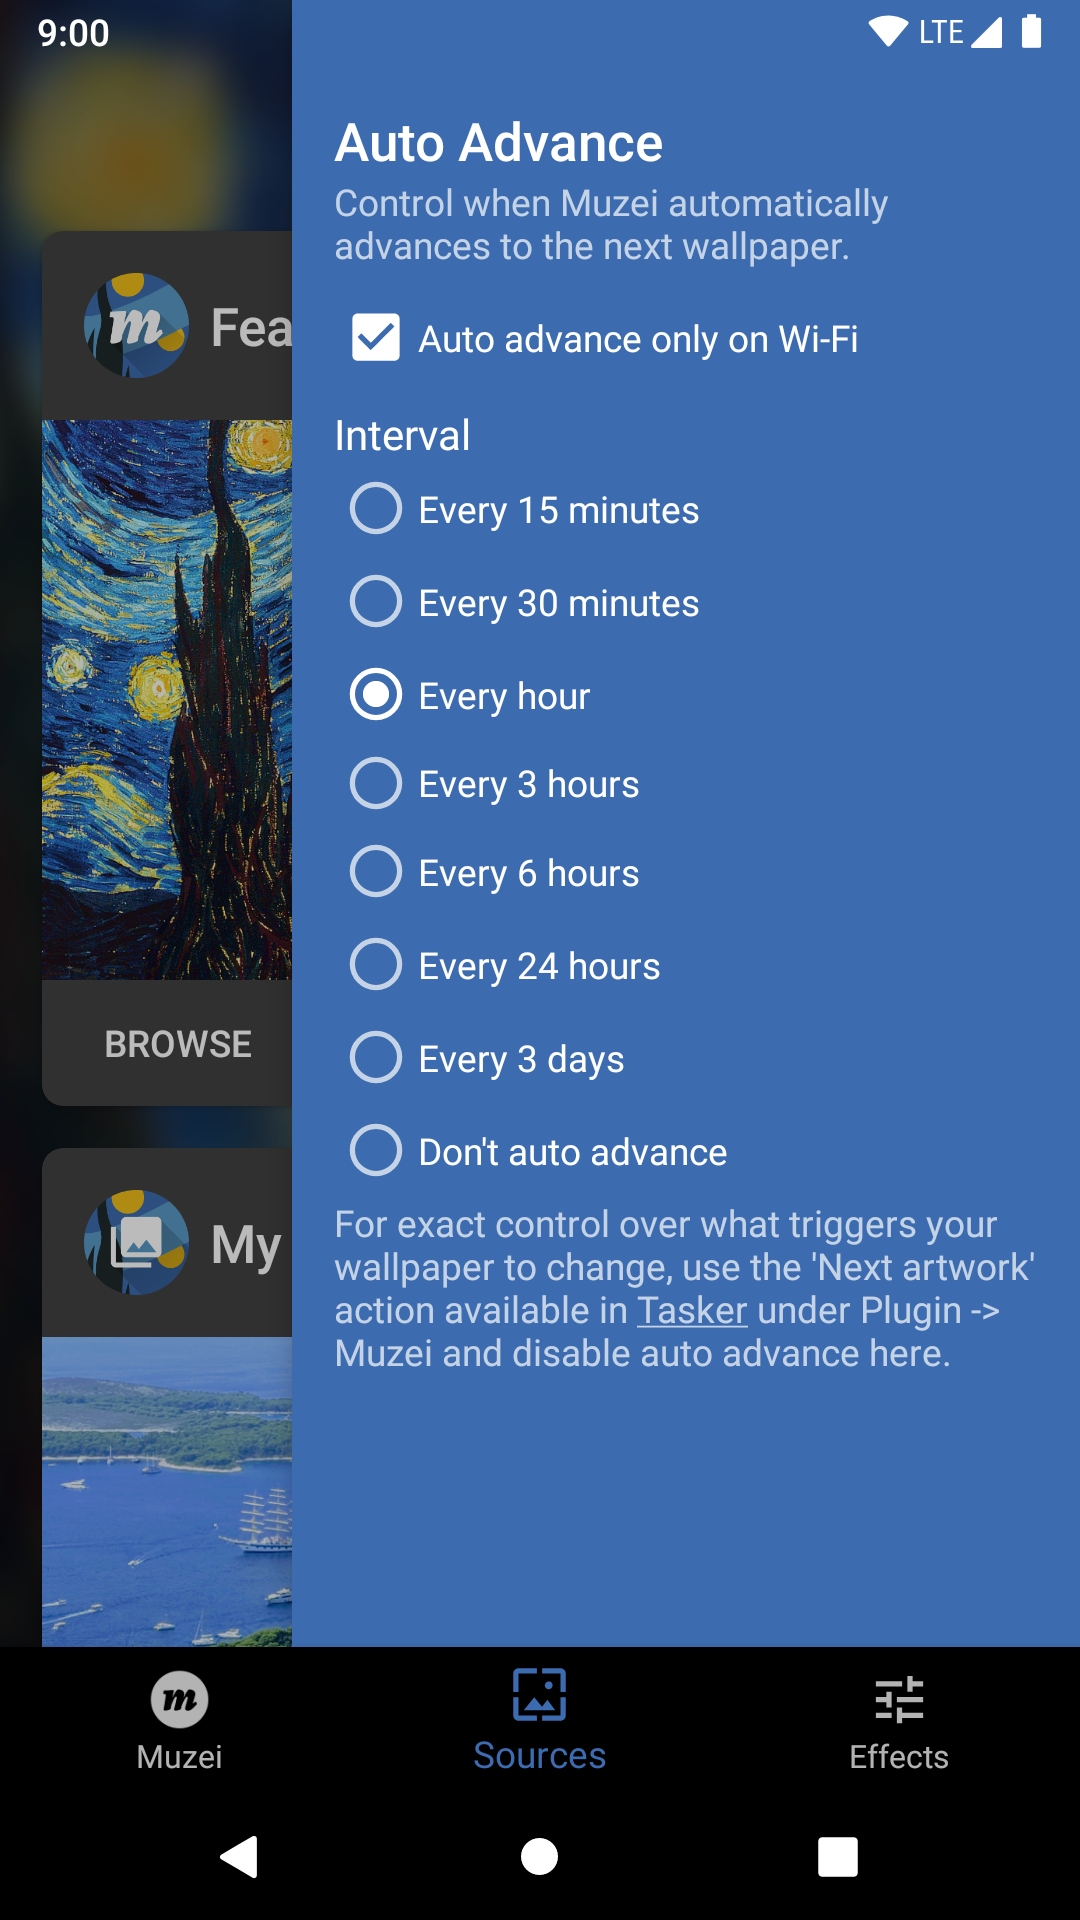 9:00
LTE
Auto Advance
Control when Muzei automatically
advances to the next wallpaper.
Auto advance only on Wi-Fi
Interval
Every 15 minutes
Every 30 minutes
Every hour
Every 3 hours
Every 6 hours
Every 24 hours
Every 3 days
Don't auto advance
For exact control over what triggers your
wallpaper to change, use the 'Next artwork'
action available in Tasker under Plugin ->
Muzei and disable auto advance here.
m
Fea
BROWSE
My
m
Muzei
Sources
Effects